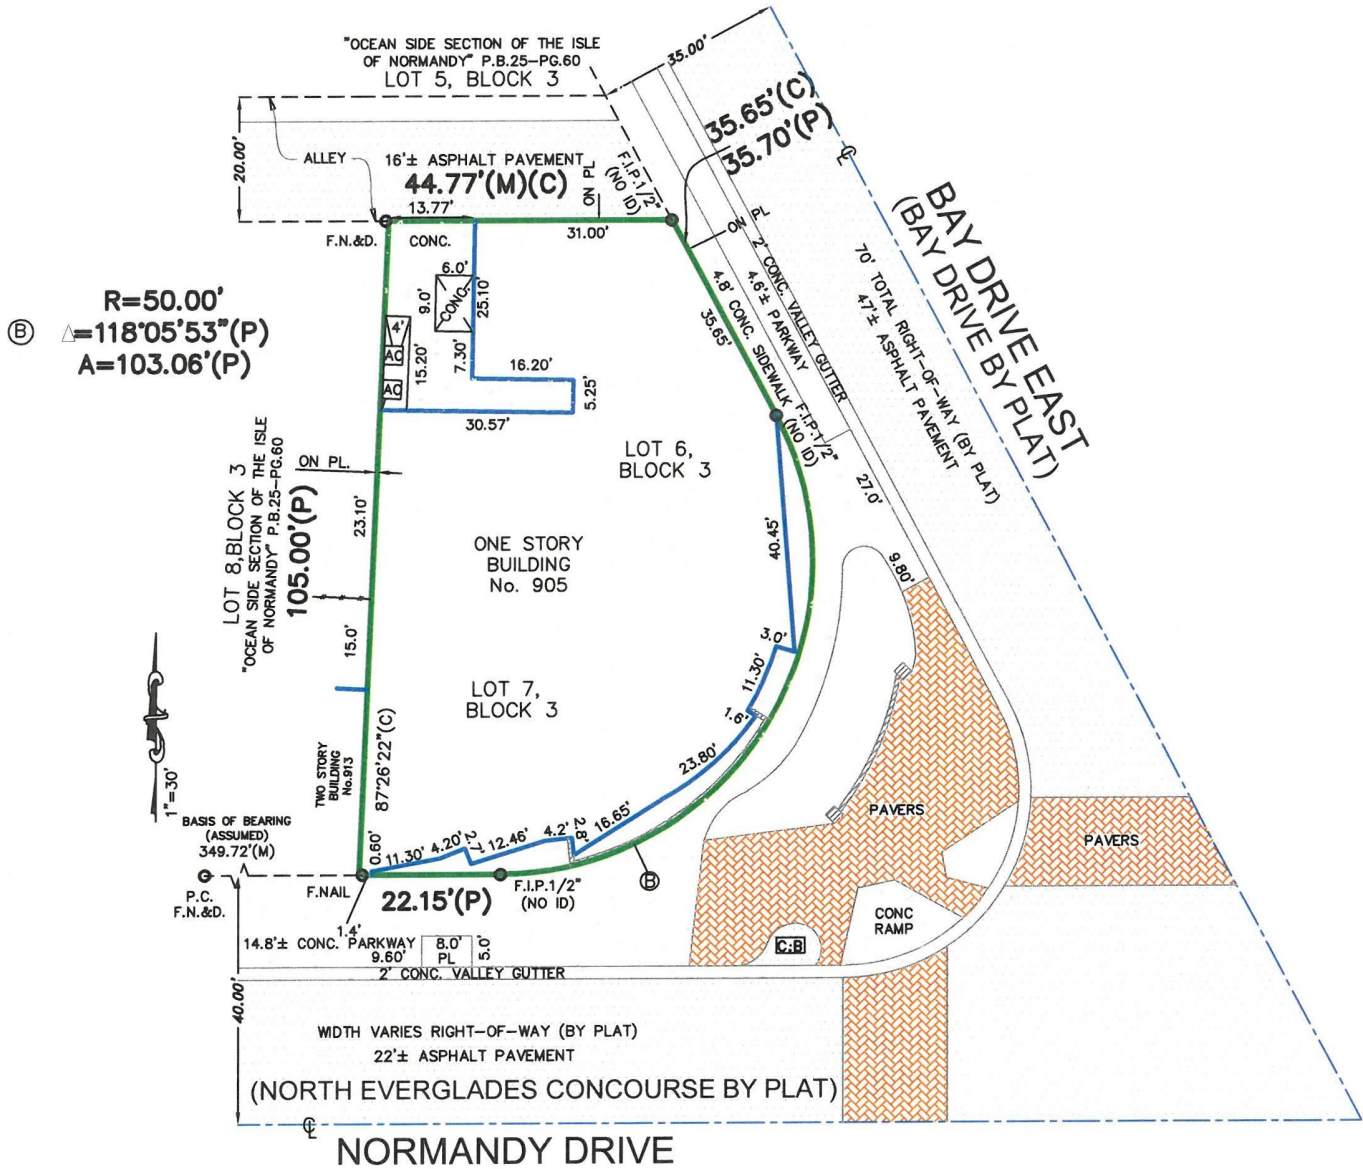 "OCEAN SIDE SECTION OF THE ISLE
OF NORMANDY" P.B.25-PG.60
LOT 5, BLOCK 3
35.00'
35.65'(C)
35.70'(P)
20.00'
ALLEY
16'± ASPHALT PAVEMENT
44.77'(M)(C)
ON PL
F.I.P.1/2"
(NO ID)
13.77'
31.00'
F.N.&D.
CONC.
ON PL
BAY DRIVE EAST
(BAY DRIVE BY PLAT)
70' TOTAL RIGHT-OF-WAY (BY PLAT)
47'± ASPHALT PAVEMENT
2' CONC. VALLEY GUTTER
4.6'± PARKWAY
4.8' CONC. SIDEWALK
35.65'
6.0'
9.0'
CONC.
25.10'
R=50.00'
B
Δ=118°05'53"(P)
A=103.06'(P)
4'
AC
AC
15.20'
7.30'
16.20'
5.25'
30.57'
F.I.P.1/2"
(NO ID)
27.0'
LOT 6,
BLOCK 3
LOT 8,BLOCK 3
"OCEAN SIDE SECTION OF THE ISLE
OF NORMANDY" P.B.25-PG.60
105.00'(P)
ON PL.
23.10'
40.45'
ONE STORY
BUILDING
No. 905
9.80'
15.0'
3.0'
11.30'
1.6'
LOT 7,
BLOCK 3
23.80'
TWO STORY
BUILDING
No.913
87°26'22"(C)
1"=30'
BASIS OF BEARING
(ASSUMED)
349.72'(M)
PAVERS
PAVERS
0.60'
11.30'
4.20'
2.7'
12.46'
4.2'
2.8'
16.65'
P.C.
F.N.&D.
F.NAIL
22.15'(P)
F.I.P.1/2"
(NO ID)
B
1.4'
14.8'± CONC. PARKWAY
9.60'
8.0'
PL
5.0'
CONC
RAMP
C.B
2' CONC. VALLEY GUTTER
40.00'
WIDTH VARIES RIGHT-OF-WAY (BY PLAT)
22'± ASPHALT PAVEMENT
(NORTH EVERGLADES CONCOURSE BY PLAT)
NORMANDY DRIVE